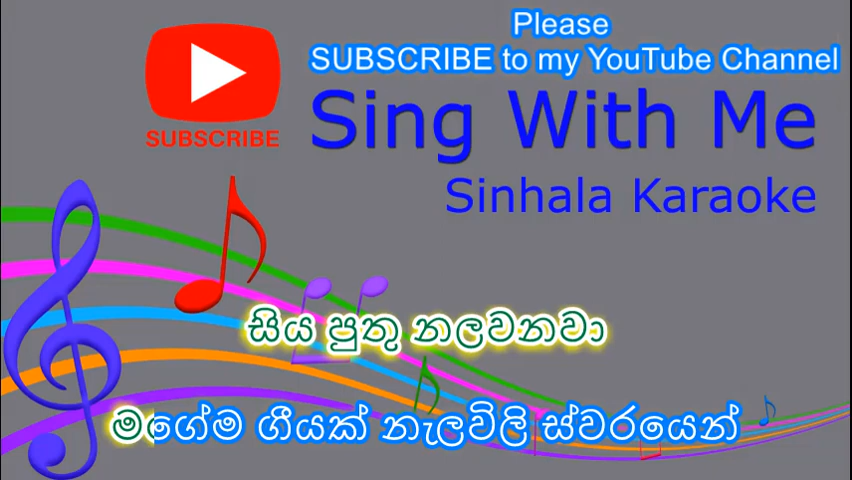 Please
SUBSCRIBE to my YouTube Channel
SUBSCRIBE
Sing With Me
Sinhala Karaoke
සිය පුතු නලවනවා
මගේම ගීයක් නැලවිලි ස්වරයෙන්